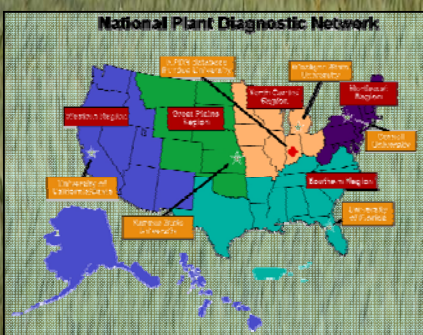 National Plant Diagnostic Network
NPDN database
Purdue University
Michigan State
University
North Central
Region
Northeast
Region
Western Region
Great Plains
Region
Cornell
University
Southern Region
University of
California-Davis
Kansas State
University
University
of Florida